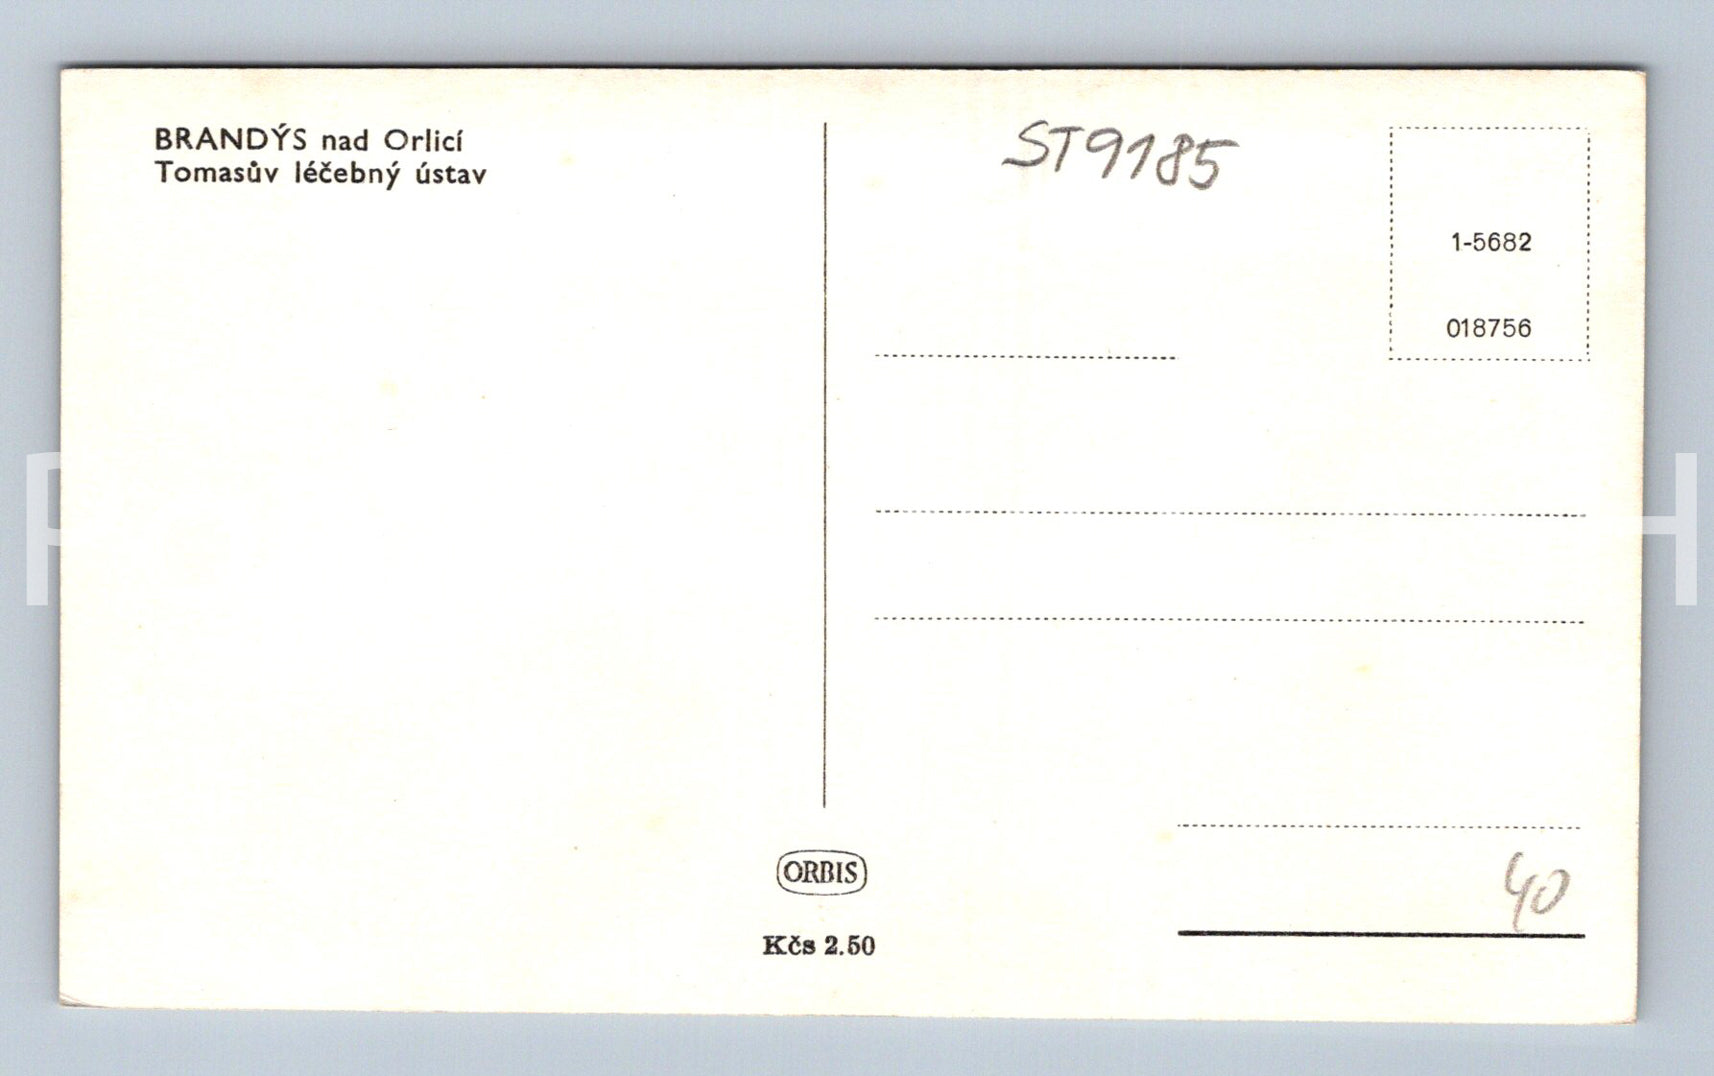 BRANDÝS nad Orlicí
Tomasův léčebný ústav
ST9185
1-5682
018756
ORBIS
Kčs 2.50
40